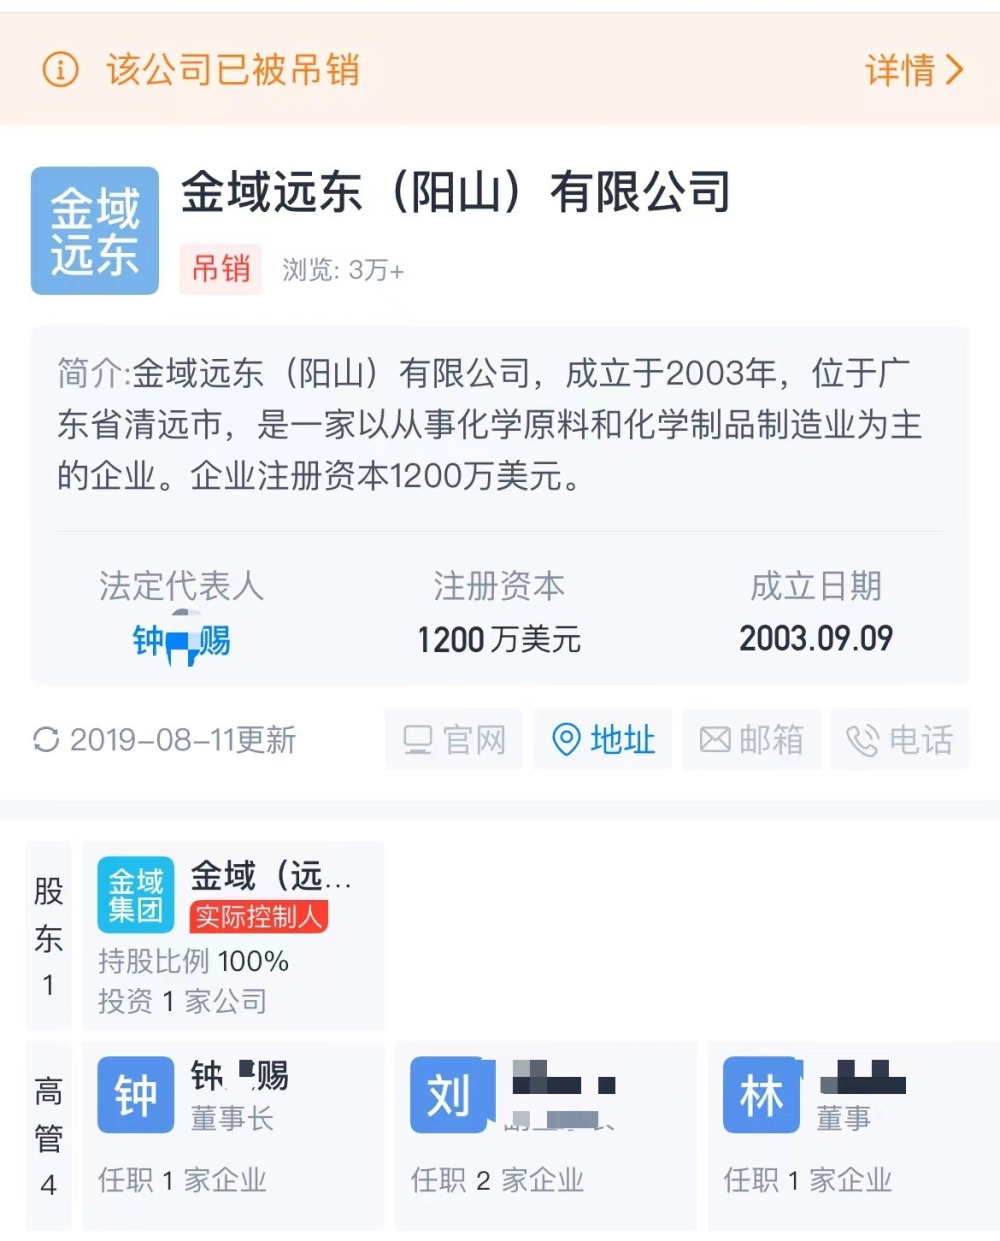 该公司已被吊销 详情
金域远东（阳山）有限公司
金域
远东
吊销 浏览: 3万+
简介:金域远东（阳山）有限公司，成立于2003年，位于广
东省清远市，是一家以从事化学原料和化学制品制造业为主
的企业。企业注册资本1200万美元。
法定代表人 注册资本 成立日期
钟 赐 1200万美元 2003.09.09
2019-08-11更新 官网 地址 邮箱 电话
股东1
金域
集团
金域（远...
实际控制人
持股比例 100%
投资 1 家公司
高管4
钟
钟 赐
董事长
任职 1 家企业
刘
任职 2 家企业
林
董事
任职 1 家企业